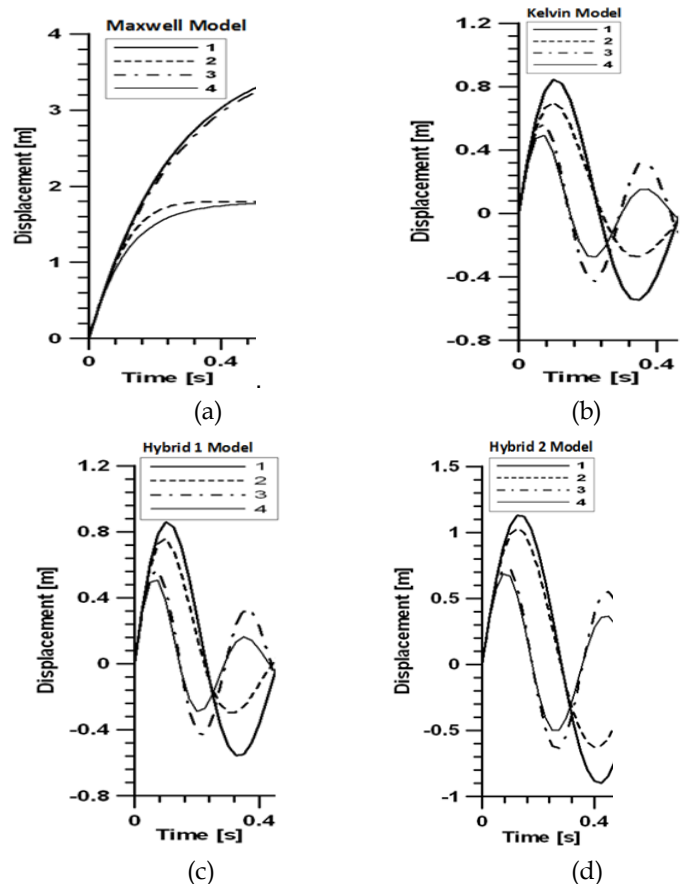 Maxwell Model
1
2
3
4
Displacement [m]
4
3
2
1
0
0
0.4
Time [s]
(a)
Kelvin Model
1
2
3
4
Displacement [m]
1.2
0.8
0.4
0
-0.4
-0.8
0
0.4
Time [s]
(b)
Hybrid 1 Model
1
2
3
4
Displacement [m]
1.2
0.8
0.4
0
-0.4
-0.8
0
0.4
Time [s]
(c)
Hybrid 2 Model
1
2
3
4
Displacement [m]
1.5
1
0.5
0
-0.5
-1
0
0.4
Time [s]
(d)